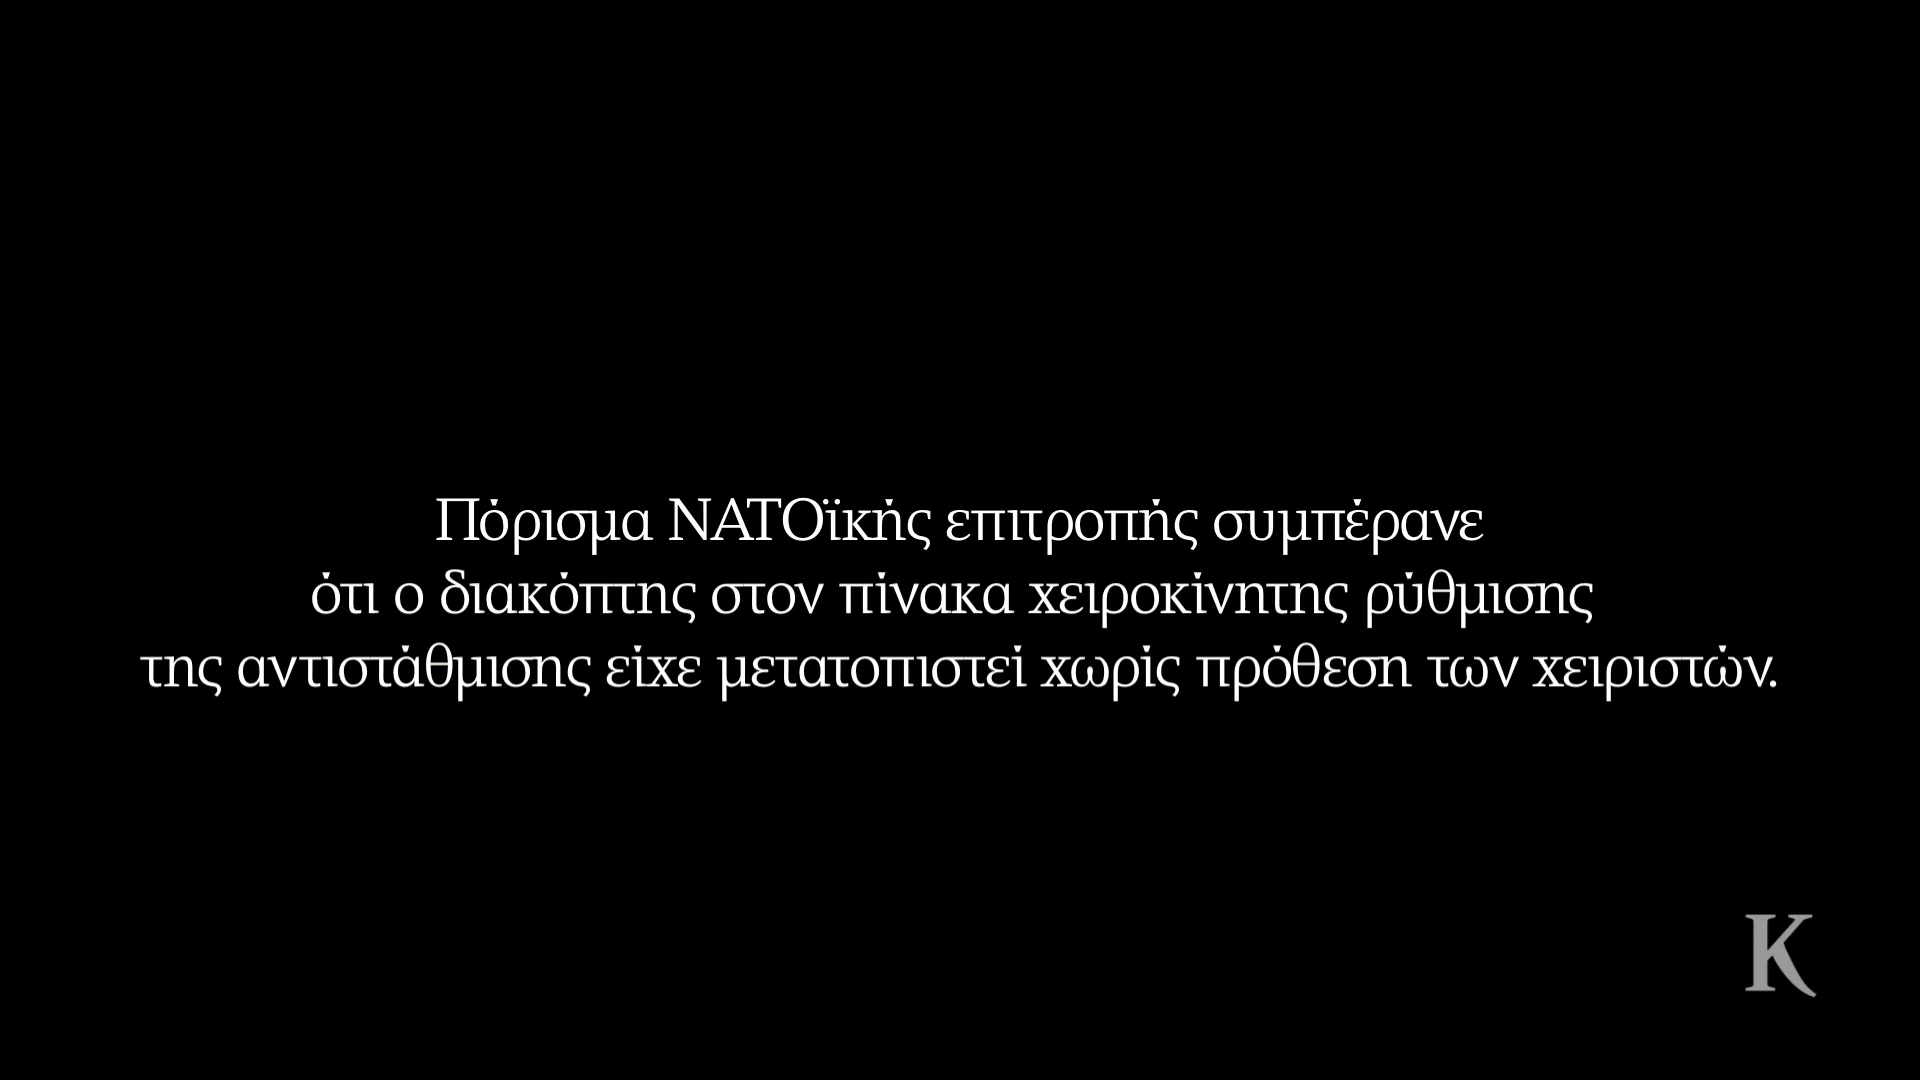 Πόρισμα ΝΑΤΟϊκής επιτροπής συμπέρανε
ότι ο διακόπτης στον πίνακα χειροκίνητης ρύθμισης
της αντιστάθμισης είχε μετατοπιστεί χωρίς πρόθεση των χειριστών.
Κ